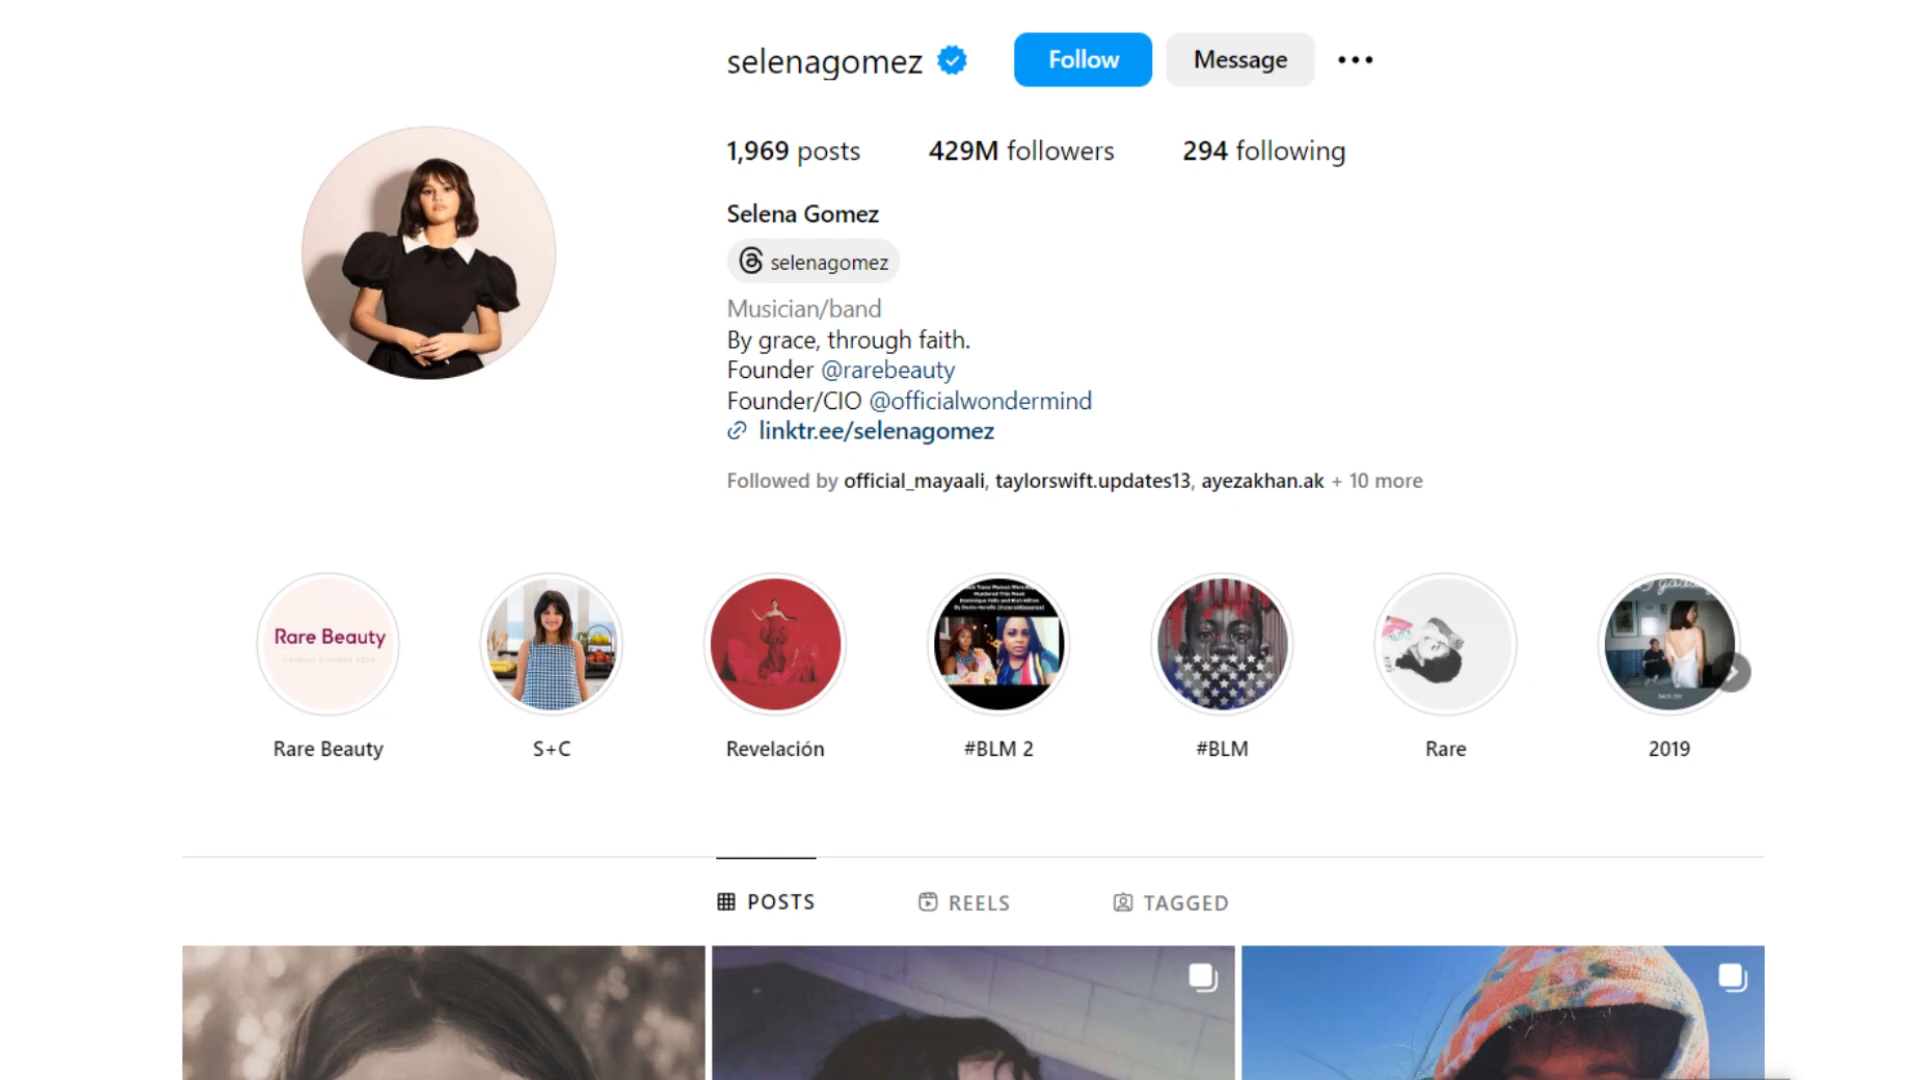 selenagomez
Follow
Message
1,969 posts
429M followers
294 following
Selena Gomez
selenagomez
Musician/band
By grace, through faith.
Founder @rarebeauty
Founder/CIO @officialwondermind
linktr.ee/selenagomez
Followed by official_mayaali, taylorswift.updates13, ayezakhan.ak + 10 more
Rare Beauty
Rare Beauty
S+C
Revelación
#BLM 2
#BLM
Rare
2019
POSTS
REELS
TAGGED